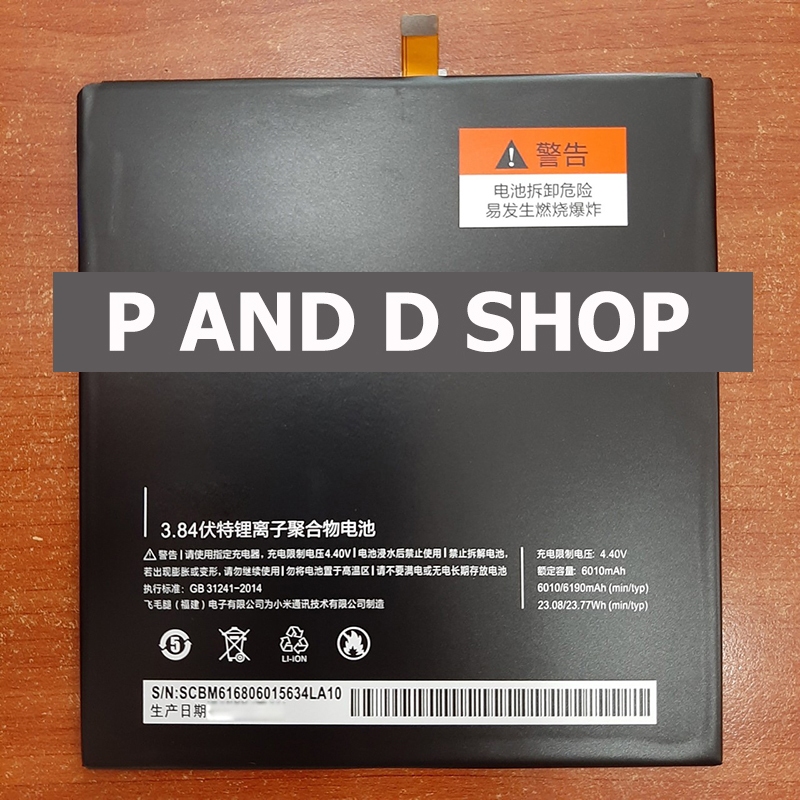 警告
电池拆卸危险
易发生燃烧爆炸
P AND D SHOP
3.84伏特锂离子聚合物电池
警告 | 请使用指定充电器，充电限制电压4.40V | 电池浸水后禁止使用 | 禁止拆解电池，
若出现膨胀或变形，请勿继续使用 | 勿将电池置于高温区 | 请不要满电或无电长期存放电池
执行标准: GB 31241-2014
飞毛腿（福建）电子有限公司为小米通讯技术有限公司制造
充电限制电压: 4.40V
额定容量: 6010mAh
6010/6190mAh (min/typ)
23.08/23.77Wh (min/typ)
5
LI-ION
S/N:SCBM616806015634LA10
生产日期